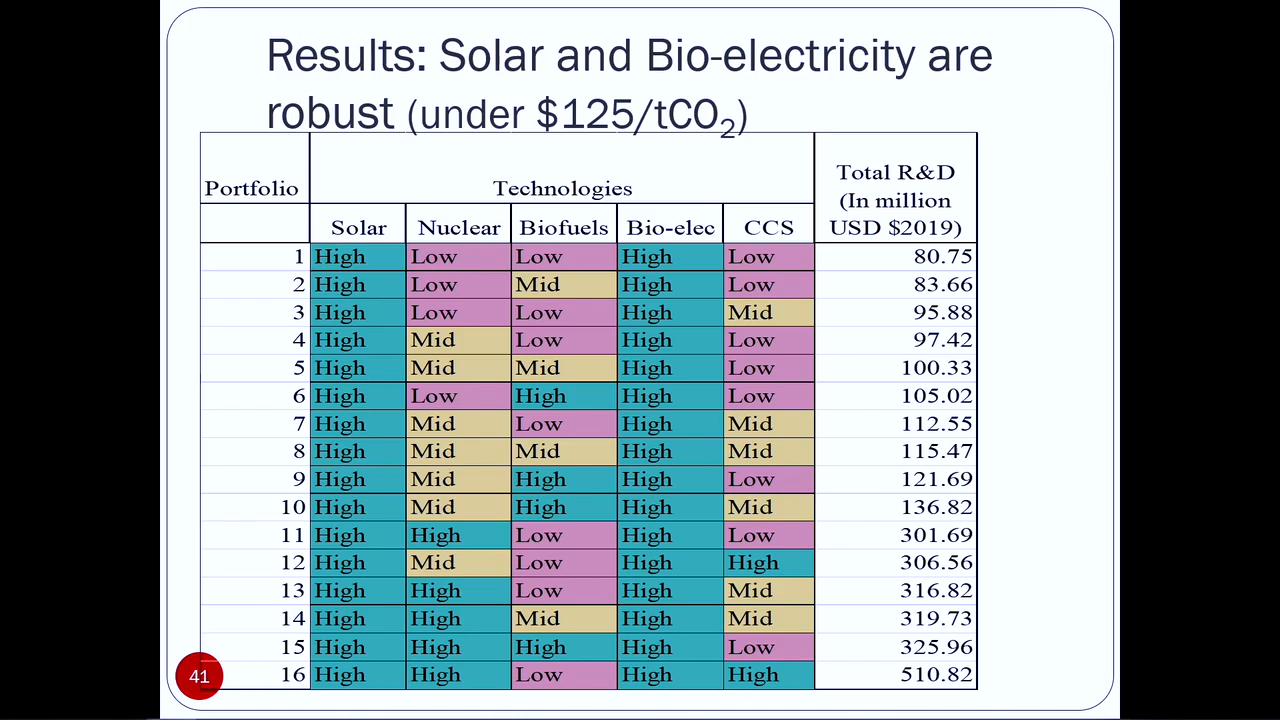 Results: Solar and Bio-electricity are
robust (under $125/tCO2)
Portfolio Technologies Total R&D (In million USD $2019)
Solar Nuclear Biofuels Bio-elec CCS
1 High Low Low High Low 80.75
2 High Low Mid High Low 83.66
3 High Low Low High Mid 95.88
4 High Mid Low High Low 97.42
5 High Mid Mid High Low 100.33
6 High Low High High Low 105.02
7 High Mid Low High Mid 112.55
8 High Mid Mid High Mid 115.47
9 High Mid High High Low 121.69
10 High Mid High High Mid 136.82
11 High High Low High Low 301.69
12 High Mid Low High High 306.56
13 High High Low High Mid 316.82
14 High High Mid High Mid 319.73
15 High High High High Low 325.96
16 High High Low High High 510.82
41